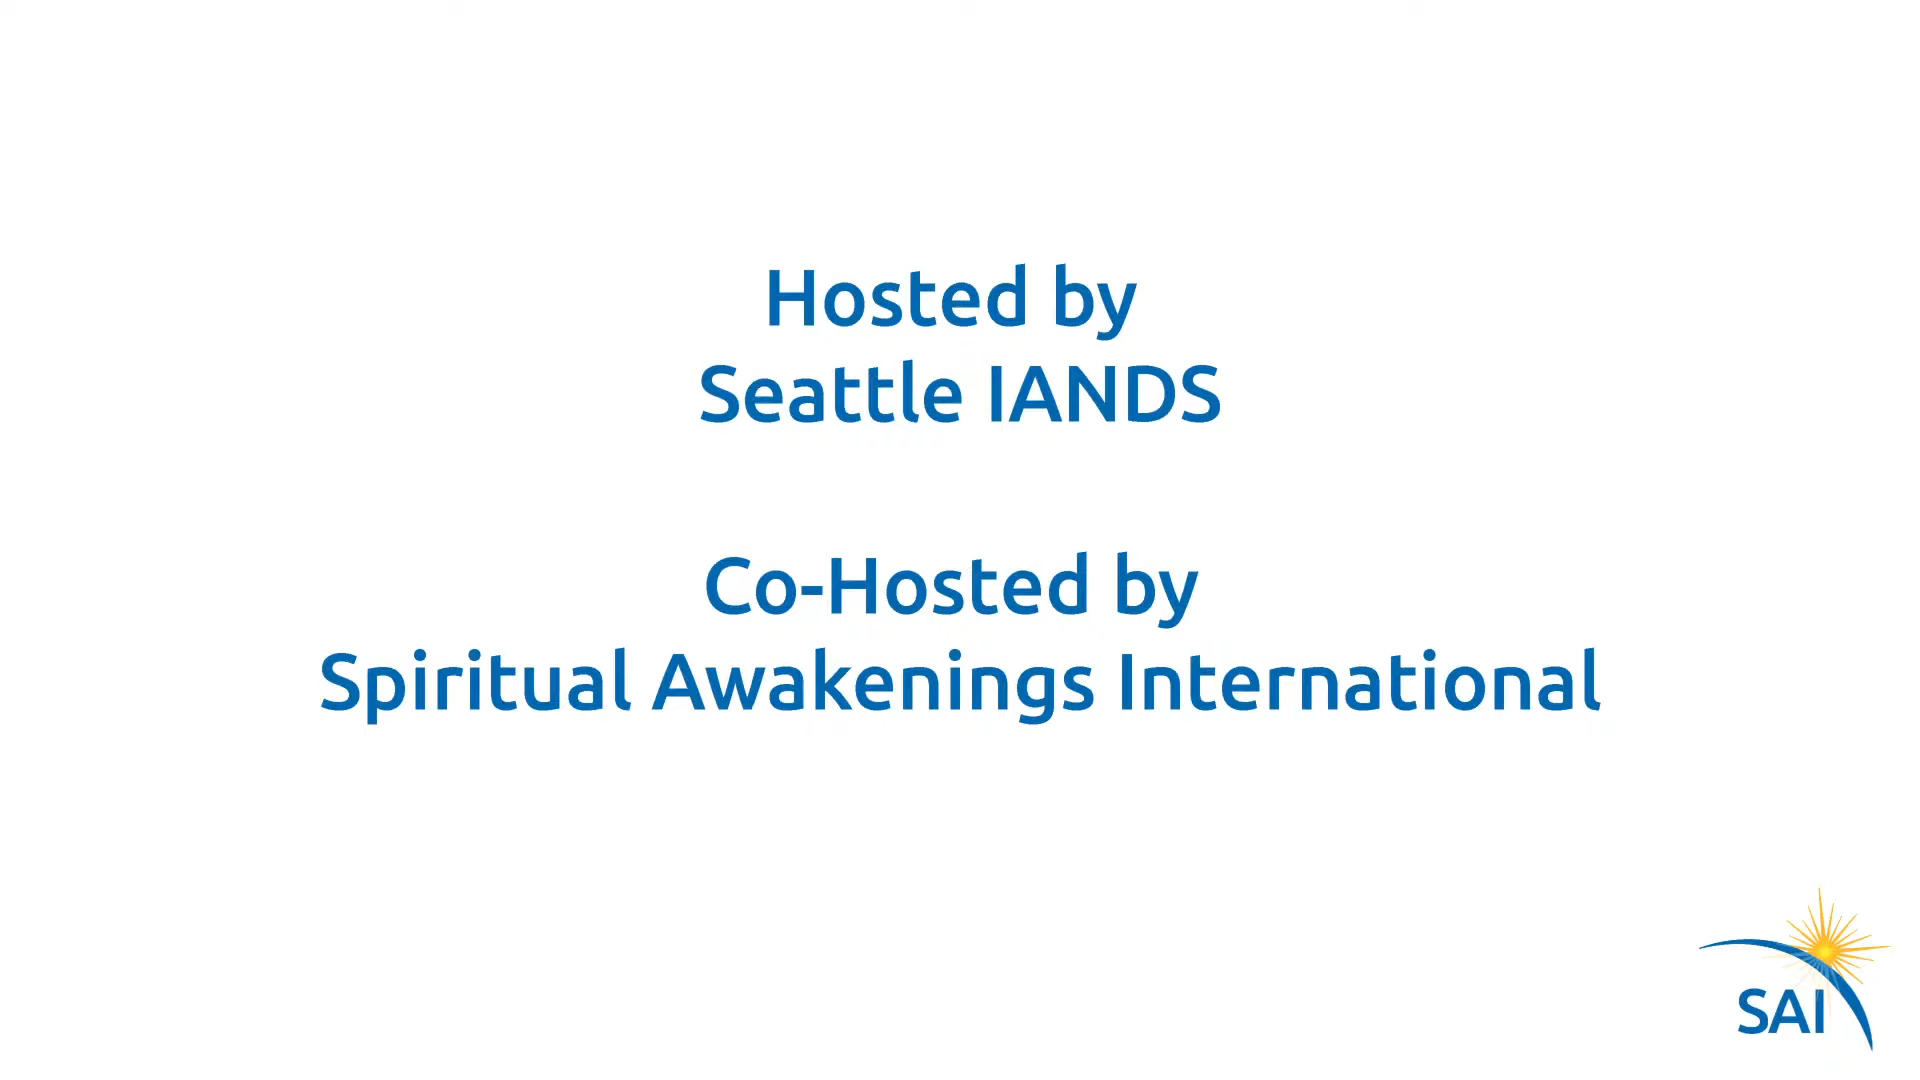 Hosted by
Seattle IANDS
Co-Hosted by
Spiritual Awakenings International
SAI